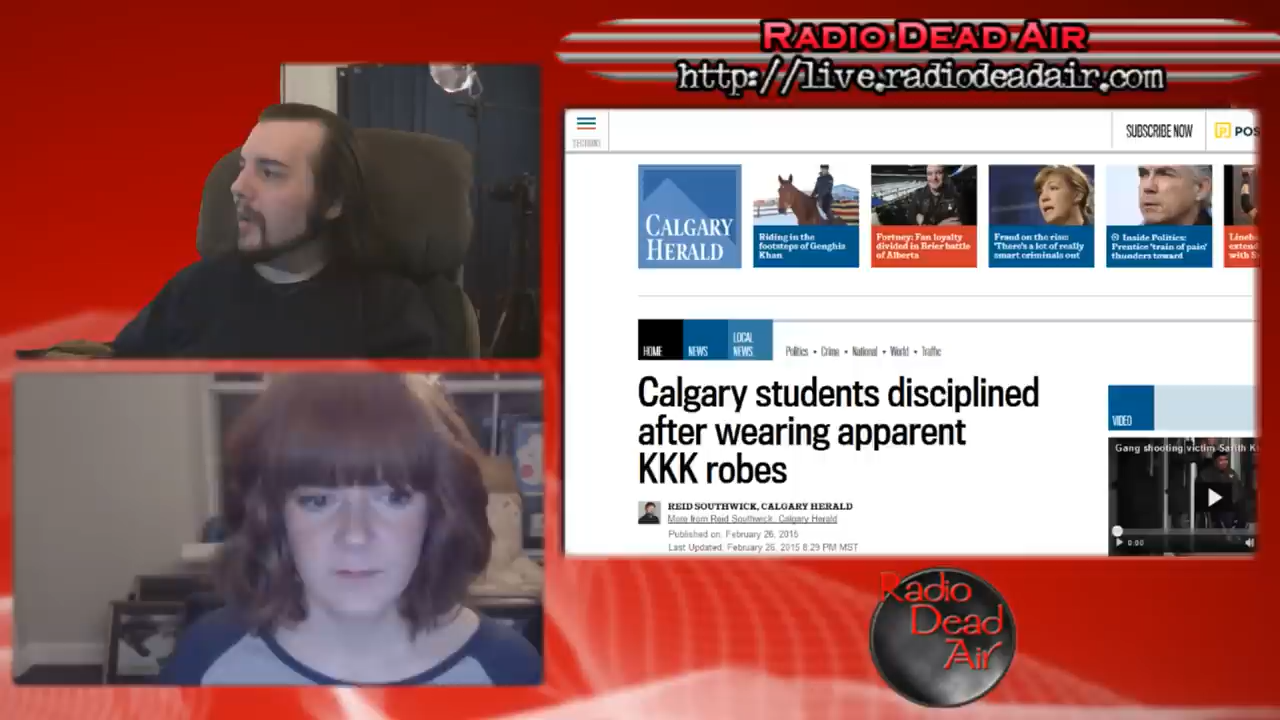 RADIO DEAD AIR
http://live.radiodeadair.com
SECTIONS
SUBSCRIBE NOW
POS
CALGARY
HERALD
Riding in the
footsteps of Genghis
Khan
Fortney: Fan loyalty
divided in Brier battle
of Alberta
Fraud on the rise:
'There's a lot of really
smart criminals out
Inside Politics:
Prentice 'train of pain'
thunders toward
extend
with S
HOME
NEWS
LOCAL
NEWS
Politics • Crime • National • World • Traffic
Calgary students disciplined
after wearing apparent
KKK robes
VIDEO
Gang shooting victim Sarith K
REID SOUTHWICK, CALGARY HERALD
More from Reid Southwick, Calgary Herald
Published on: February 26, 2015
Last Updated: February 26, 2015 8:29 PM MST
0:00
Radio
Dead
Air